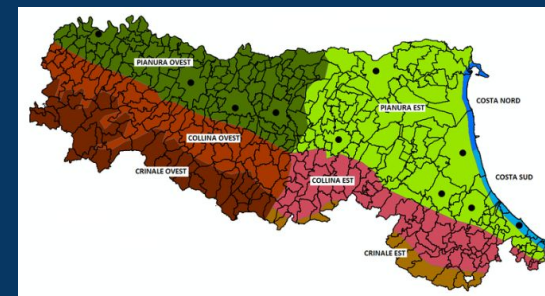 PIANURA OVEST
COSTA NORD
PIANURA EST
COLLINA OVEST
CRINALE OVEST
COLLINA EST
COSTA SUD
CRINALE EST